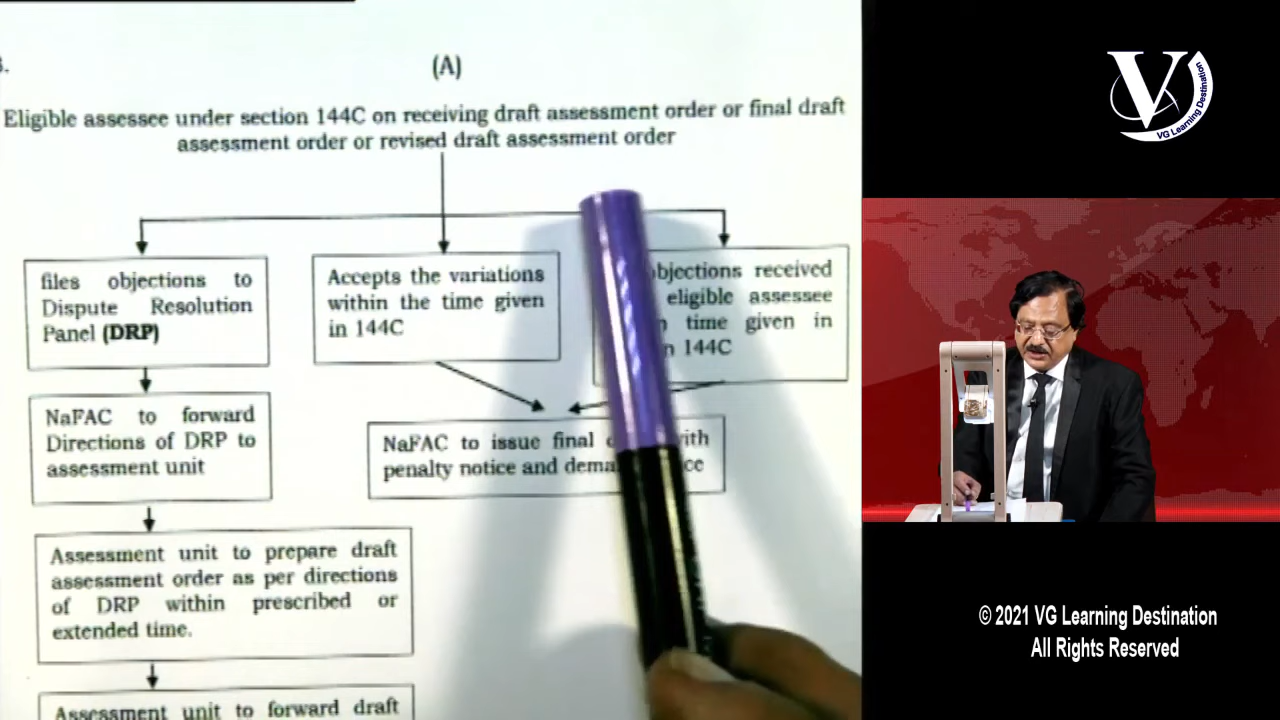 (A)
Eligible assessee under section 144C on receiving draft assessment order or final draft
assessment order or revised draft assessment order
files objections to
Dispute Resolution
Panel (DRP)
Accepts the variations
within the time given
in 144C
objections received
eligible assessee
time given in
144C
NaFAC to forward
Directions of DRP to
assessment unit
NaFAC to issue final with
penalty notice and
Assessment unit to prepare draft
assessment order as per directions
of DRP within prescribed or
extended time.
Assessment unit to forward draft
V
VG Learning Destination
© 2021 VG Learning Destination
All Rights Reserved